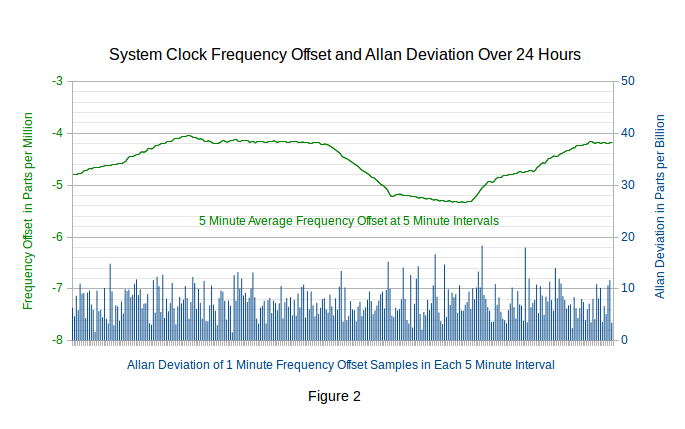 System Clock Frequency Offset and Allan Deviation Over 24 Hours
-3
-4
-5
-6
-7
-8
50
40
30
20
10
0
Frequency Offset in Parts per Million
Allan Deviation in Parts per Billion
5 Minute Average Frequency Offset at 5 Minute Intervals
Allan Deviation of 1 Minute Frequency Offset Samples in Each 5 Minute Interval
Figure 2